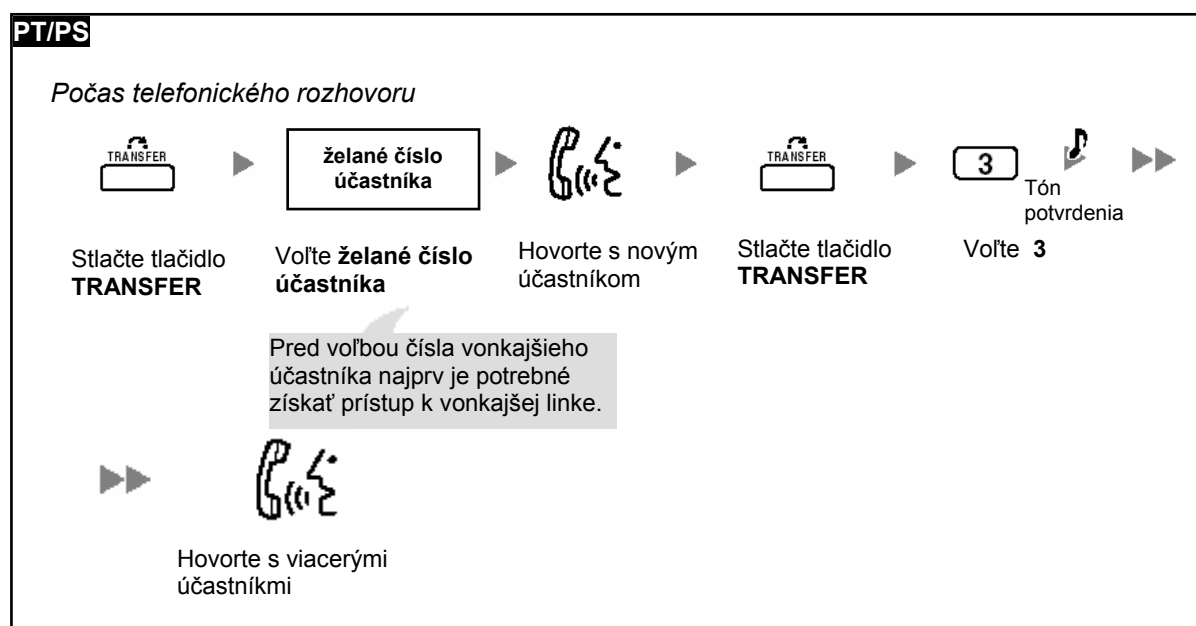 PT/PS
Počas telefonického rozhovoru
TRANSFER
želané číslo
účastníka
TRANSFER
3
Tón
potvrdenia
Stlačte tlačidlo
TRANSFER
Voľte želané číslo
účastníka
Hovorte s novým
účastníkom
Stlačte tlačidlo
TRANSFER
Voľte 3
Pred voľbou čísla vonkajšieho
účastníka najprv je potrebné
získať prístup k vonkajšej linke.
Hovorte s viacerými
účastníkmi